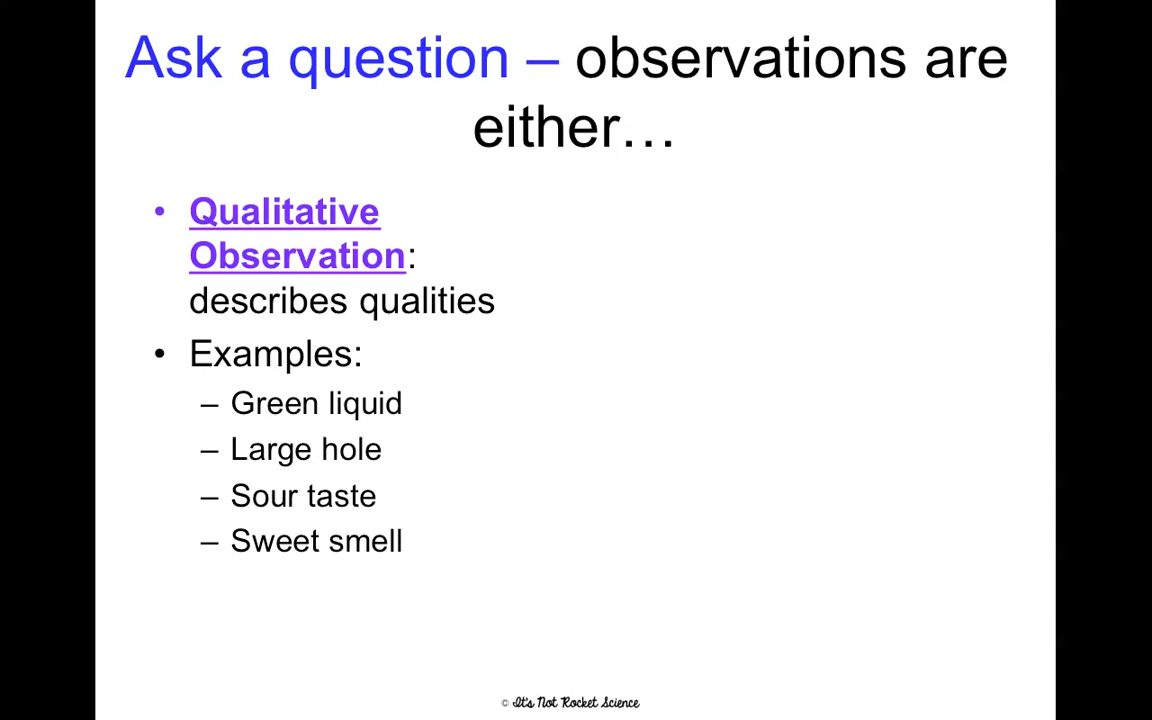 Ask a question – observations are
either…
• Qualitative
Observation:
describes qualities
• Examples:
– Green liquid
– Large hole
– Sour taste
– Sweet smell
© It's Not Rocket Science